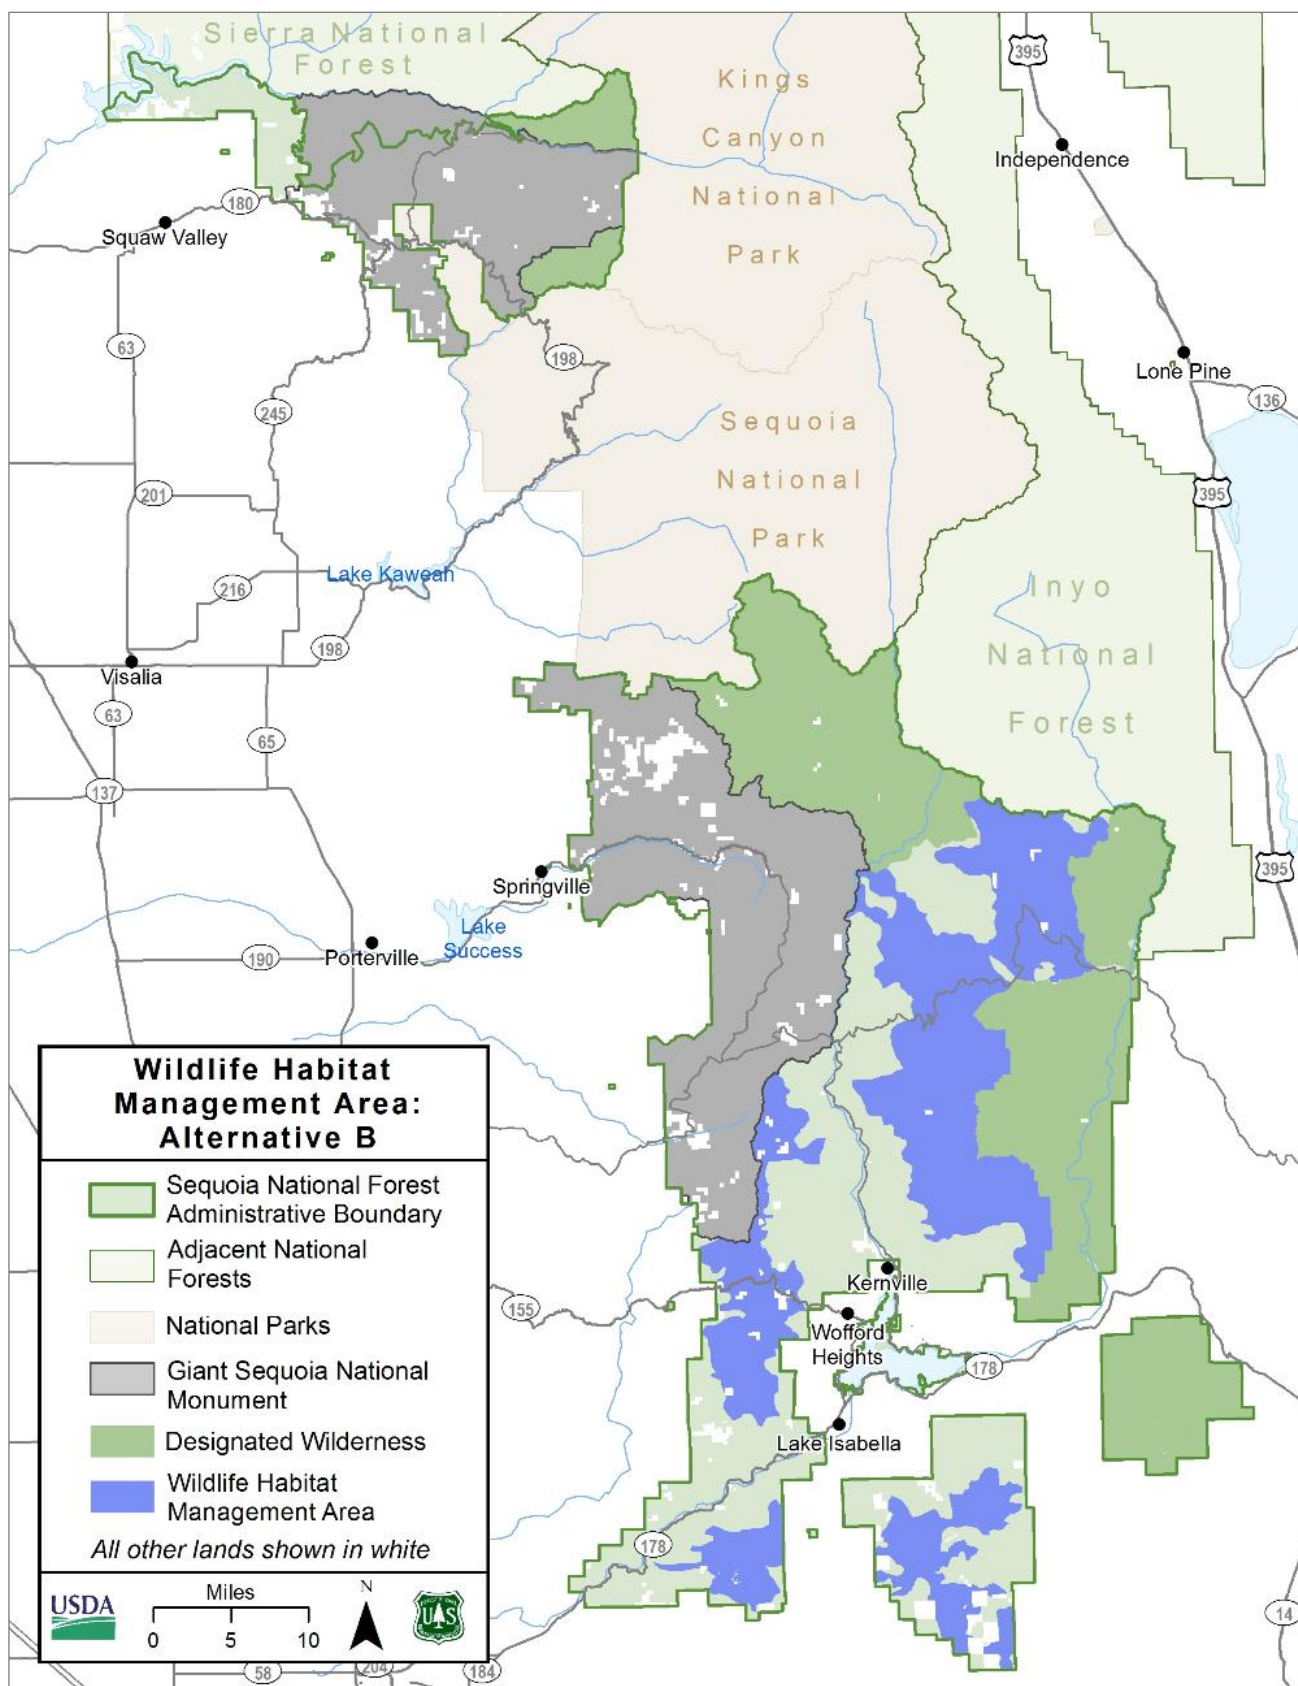 Sierra National
Forest
Kings
Canyon
National
Park
395
Independence
180
Squaw Valley
63
198
Lone Pine
136
245
Sequoia
National
Park
201
395
Lake Kaweah
216
Inyo
National
Forest
198
Visalia
63
65
137
395
Springville
Lake
Success
Porterville
190
Kernville
155
Wofford
Heights
178
Lake Isabella
178
14
58
204
184
Wildlife Habitat
Management Area:
Alternative B
Sequoia National Forest
Administrative Boundary
Adjacent National
Forests
National Parks
Giant Sequoia National
Monument
Designated Wilderness
Wildlife Habitat
Management Area
All other lands shown in white
USDA
Miles
0 5 10
N
U S